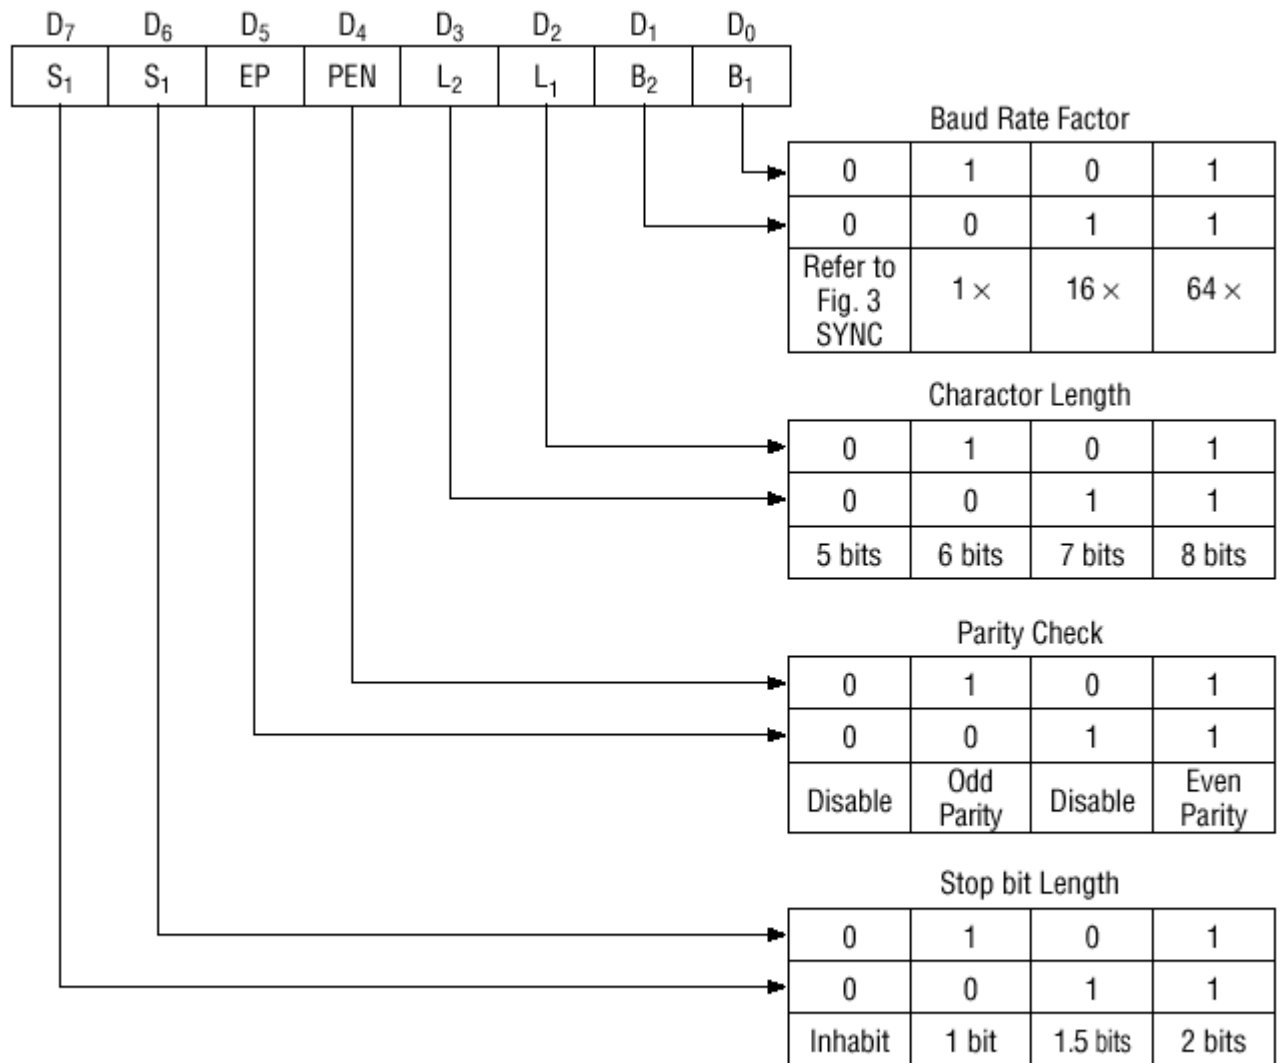 D₇ D₆ D₅ D₄ D₃ D₂ D₁ D₀
S₁ S₁ EP PEN L₂ L₁ B₂ B₁
Baud Rate Factor
0 1 0 1
0 0 1 1
Refer to
Fig. 3
SYNC
1 × 16 × 64 ×
Charactor Length
0 1 0 1
0 0 1 1
5 bits 6 bits 7 bits 8 bits
Parity Check
0 1 0 1
0 0 1 1
Disable
Odd
Parity
Disable
Even
Parity
Stop bit Length
0 1 0 1
0 0 1 1
Inhabit 1 bit 1.5 bits 2 bits